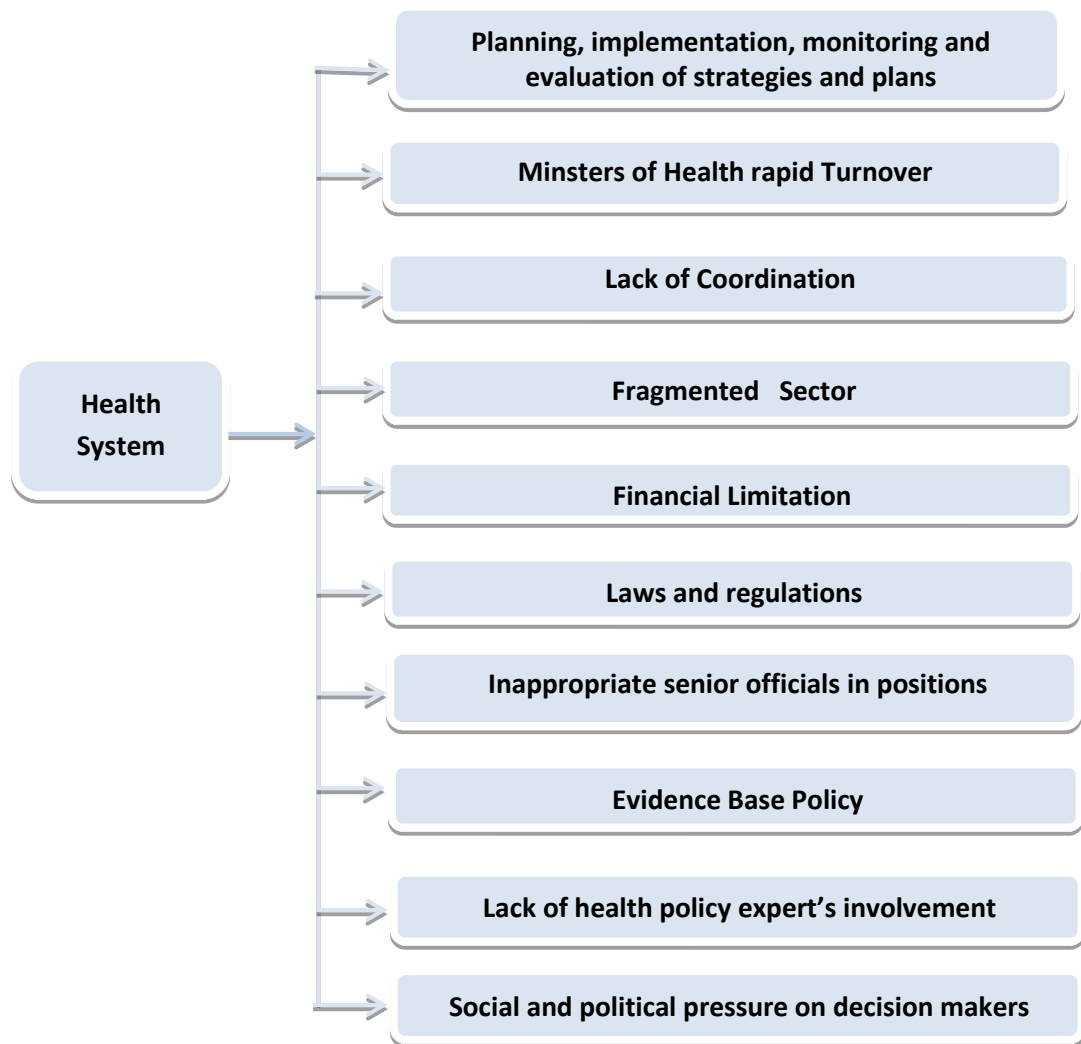 Planning, implementation, monitoring and
evaluation of strategies and plans
Minsters of Health rapid Turnover
Lack of Coordination
Fragmented Sector
Health
System
Financial Limitation
Laws and regulations
Inappropriate senior officials in positions
Evidence Base Policy
Lack of health policy expert’s involvement
Social and political pressure on decision makers